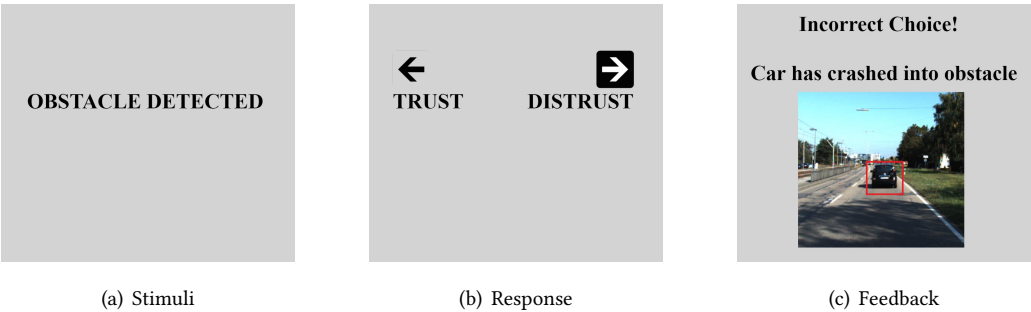 OBSTACLE DETECTED
TRUST DISTRUST
Incorrect Choice!
Car has crashed into obstacle
(a) Stimuli
(b) Response
(c) Feedback